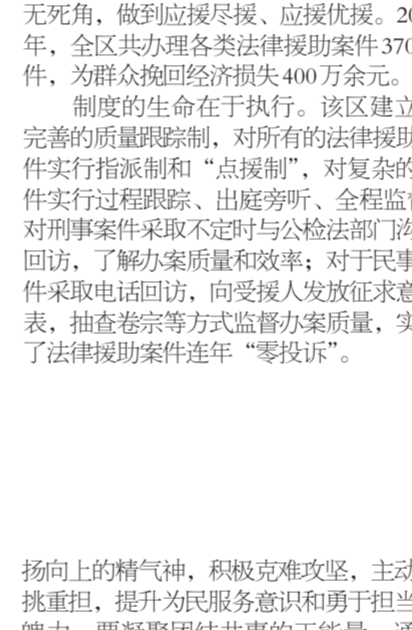 无死角，做到应援尽援、应援优援。20
年，全区共办理各类法律援助案件370
件，为群众挽回经济损失400万余元。
制度的生命在于执行。该区建立
完善的质量跟踪制，对所有的法律援助
件实行指派制和“点援制”，对复杂的
件实行过程跟踪、出庭旁听、全程监督
对刑事案件采取不定时与公检法部门沟
回访，了解办案质量和效率；对于民事
件采取电话回访，向受援人发放征求意
表，抽查卷宗等方式监督办案质量，实
了法律援助案件连年“零投诉”。
扬向上的精气神，积极克难攻坚，主动
挑重担，提升为民服务意识和勇于担当